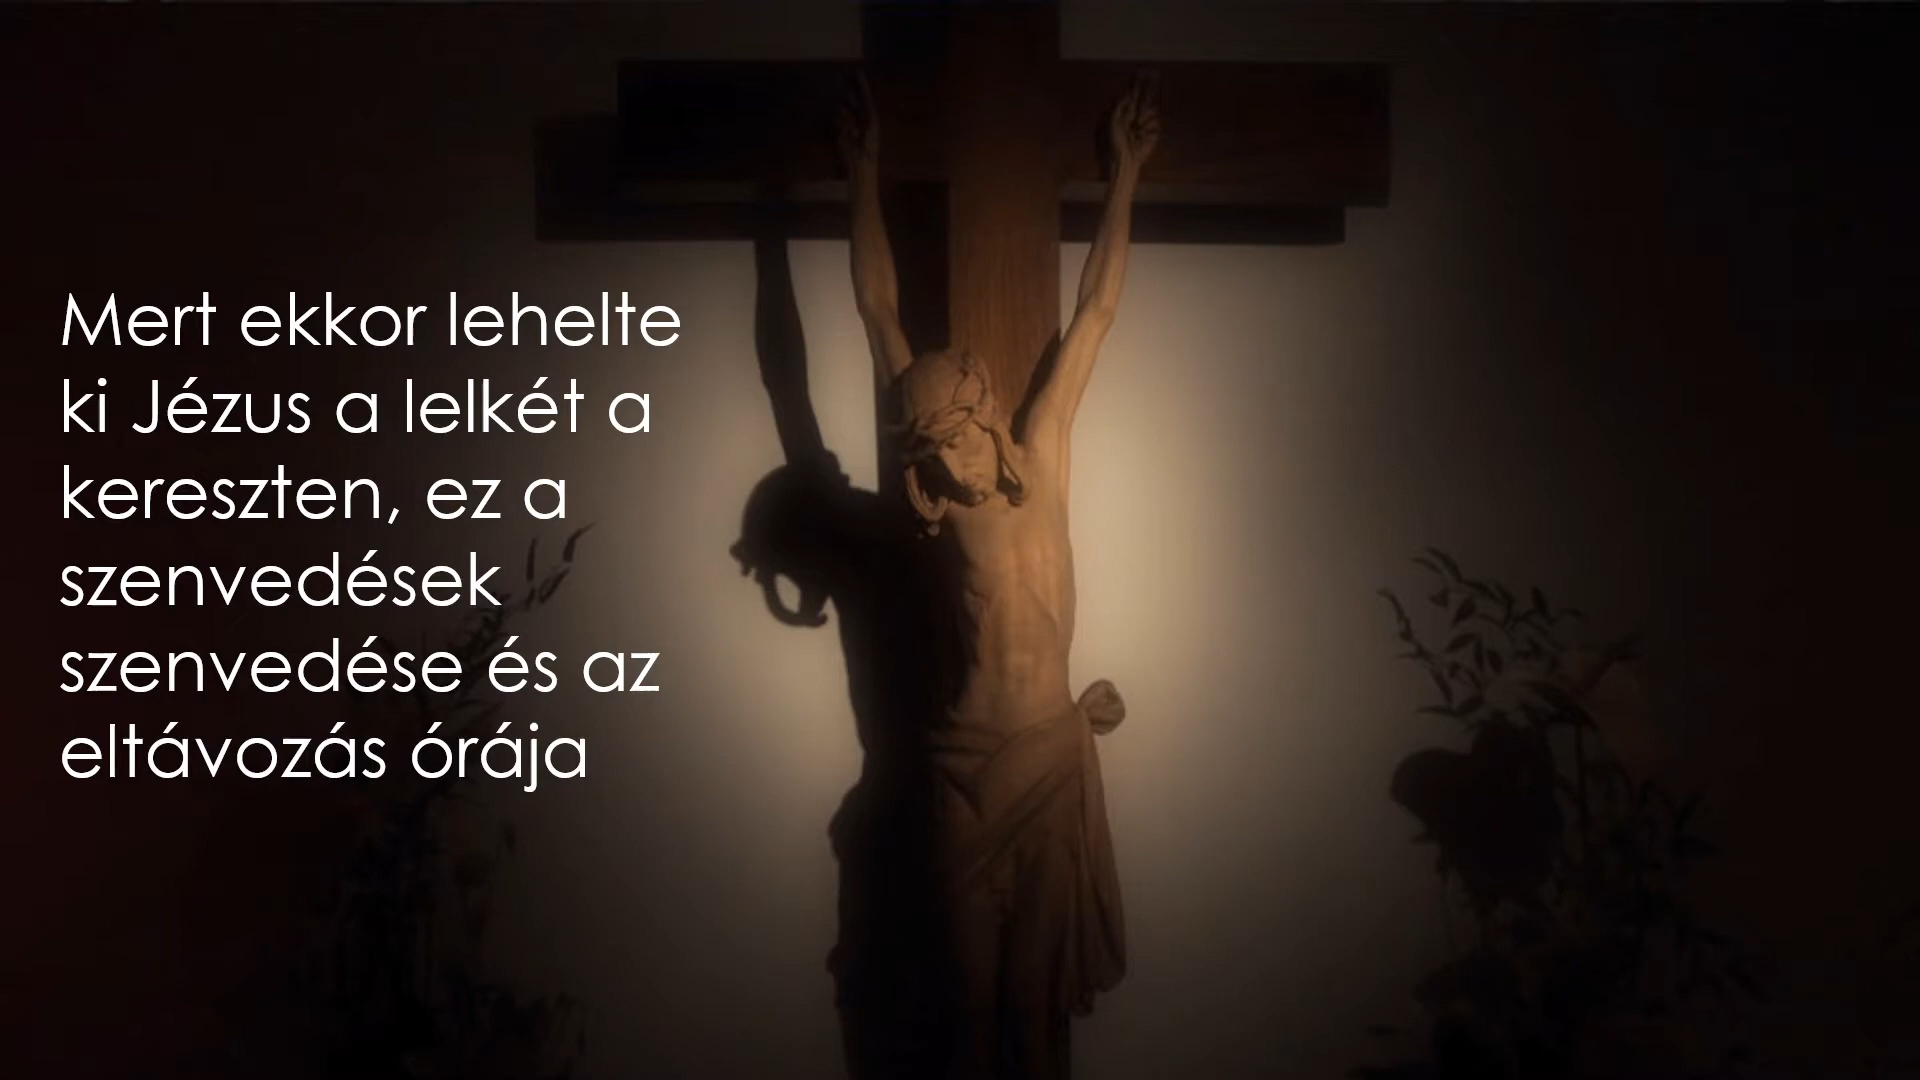 Mert ekkor lehelte
ki Jézus a lelkét a
kereszten, ez a
szenvedések
szenvedése és az
eltávozás órája